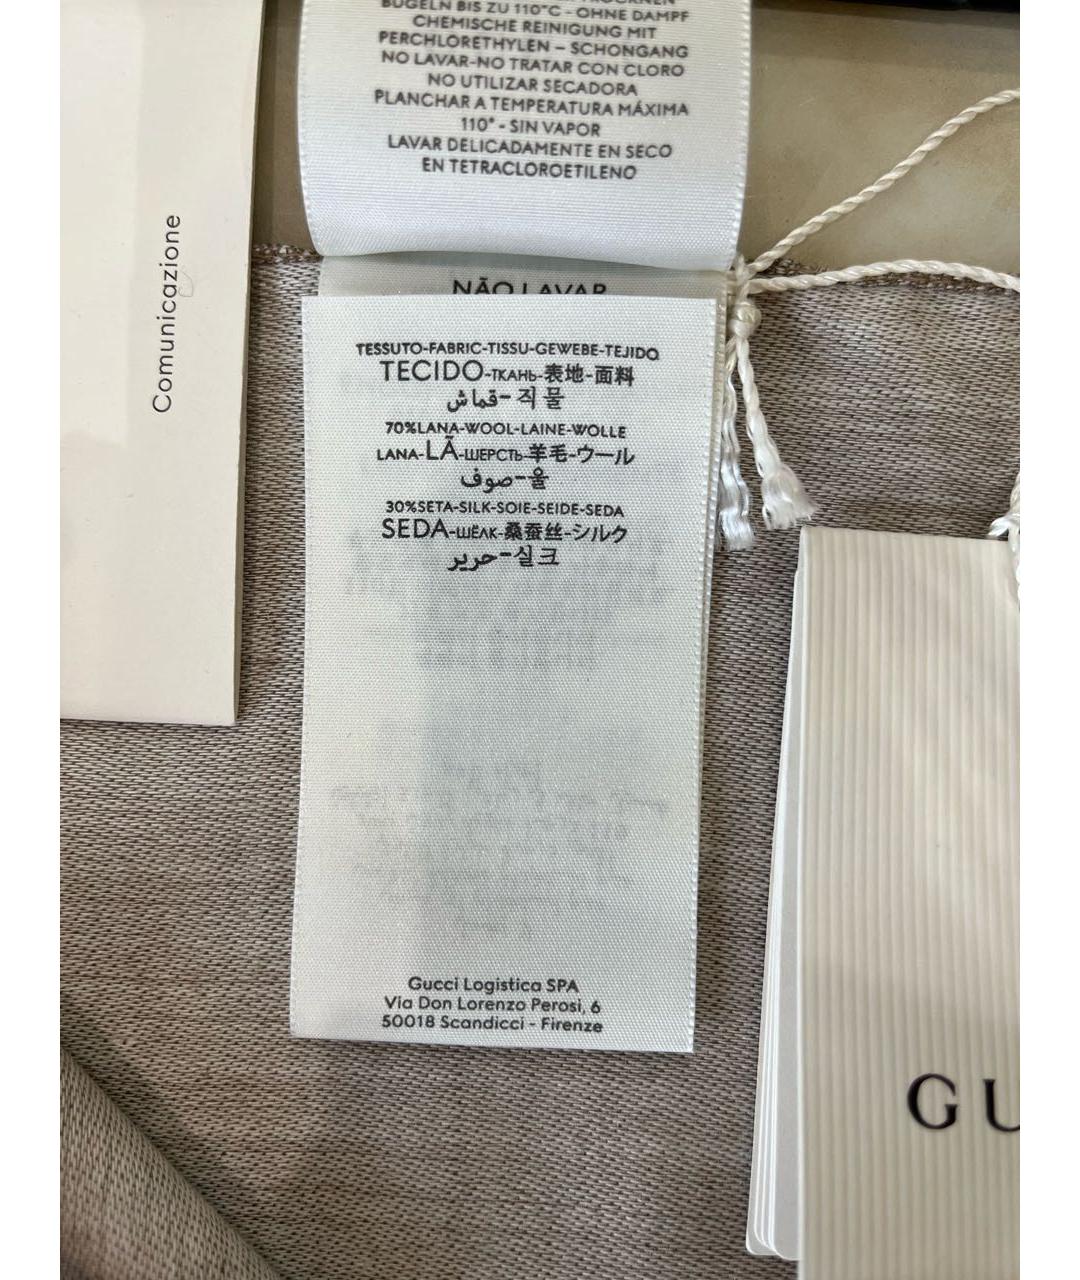 BÜGELN BIS ZU 110°C - OHNE DAMPF
CHEMISCHE REINIGUNG MIT
PERCHLORETHYLEN – SCHONGANG
NO LAVAR-NO TRATAR CON CLORO
NO UTILIZAR SECADORA
PLANCHAR A TEMPERATURA MÁXIMA
110° - SIN VAPOR
LAVAR DELICADAMENTE EN SECO
EN TETRACLOROETILENO
NÃO LAVAR
TESSUTO-FABRIC-TISSU-GEWEBE-TEJIDO
TECIDO-ТКАНЬ-表地-面料
قماش-직물
70%LANA-WOOL-LAINE-WOLLE
LANA-LÃ-ШЕРСТЬ-羊毛-ウール
صوف-울
30%SETA-SILK-SOIE-SEIDE-SEDA
SEDA-ШЁЛК-桑蚕丝-シルク
حرير-실크
Gucci Logistica SPA
Via Don Lorenzo Perosi, 6
50018 Scandicci - Firenze
Comunicazione
GU